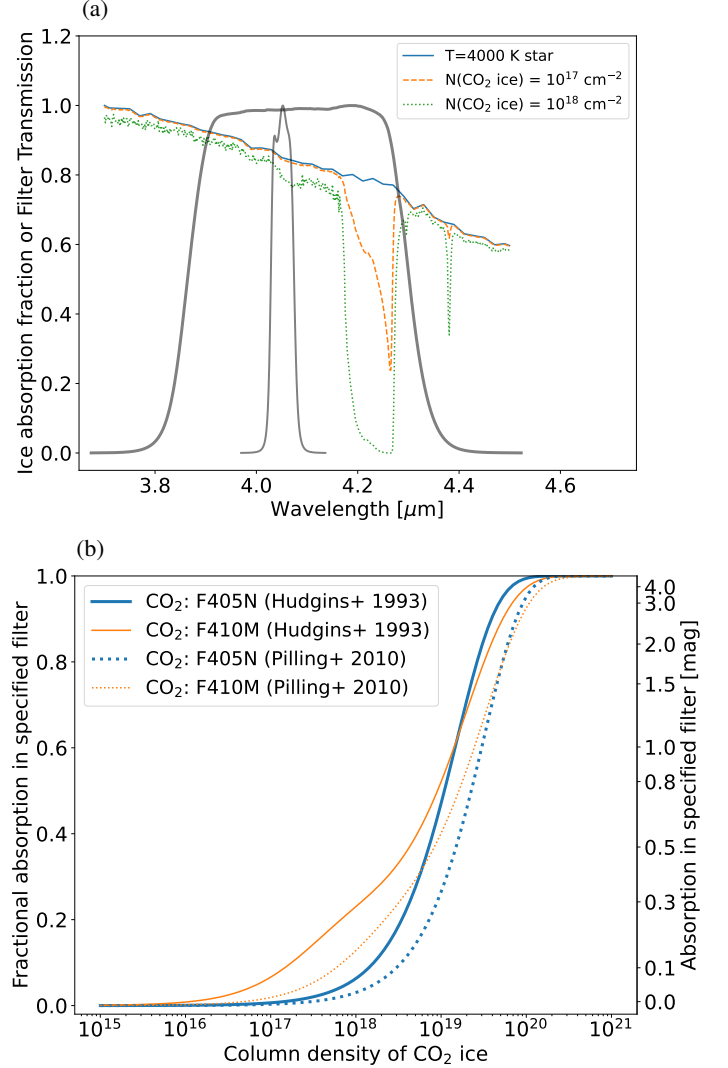 (a)
1.2
1.0
0.8
0.6
0.4
0.2
0.0
Ice absorption fraction or Filter Transmission
T=4000 K star
N(CO₂ ice) = 10¹⁷ cm⁻²
N(CO₂ ice) = 10¹⁸ cm⁻²
3.8 4.0 4.2 4.4 4.6
Wavelength [μm]
(b)
1.0
0.8
0.6
0.4
0.2
0.0
Fractional absorption in specified filter
CO₂: F405N (Hudgins+ 1993)
CO₂: F410M (Hudgins+ 1993)
CO₂: F405N (Pilling+ 2010)
CO₂: F410M (Pilling+ 2010)
4.0
3.0
2.0
1.5
1.0
0.8
0.5
0.3
0.1
0.0
Absorption in specified filter [mag]
10¹⁵ 10¹⁶ 10¹⁷ 10¹⁸ 10¹⁹ 10²⁰ 10²¹
Column density of CO₂ ice